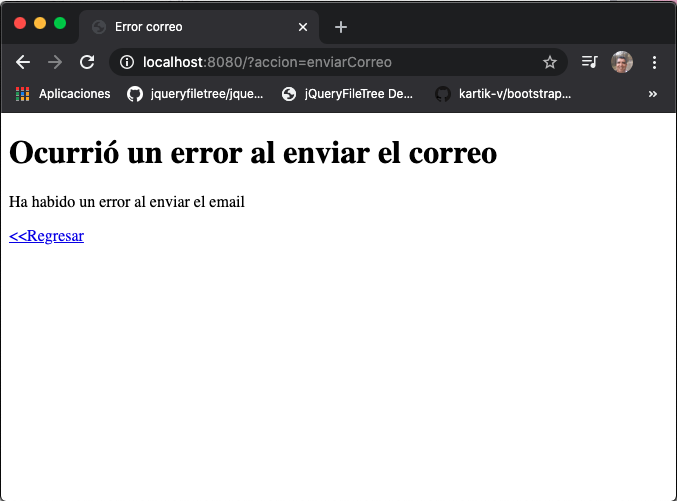 Error correo
localhost:8080/?accion=enviarCorreo
Aplicaciones jqueryfiletree/jque... jQueryFileTree De... kartik-v/bootstrap... »
Ocurrió un error al enviar el correo
Ha habido un error al enviar el email
<<Regresar